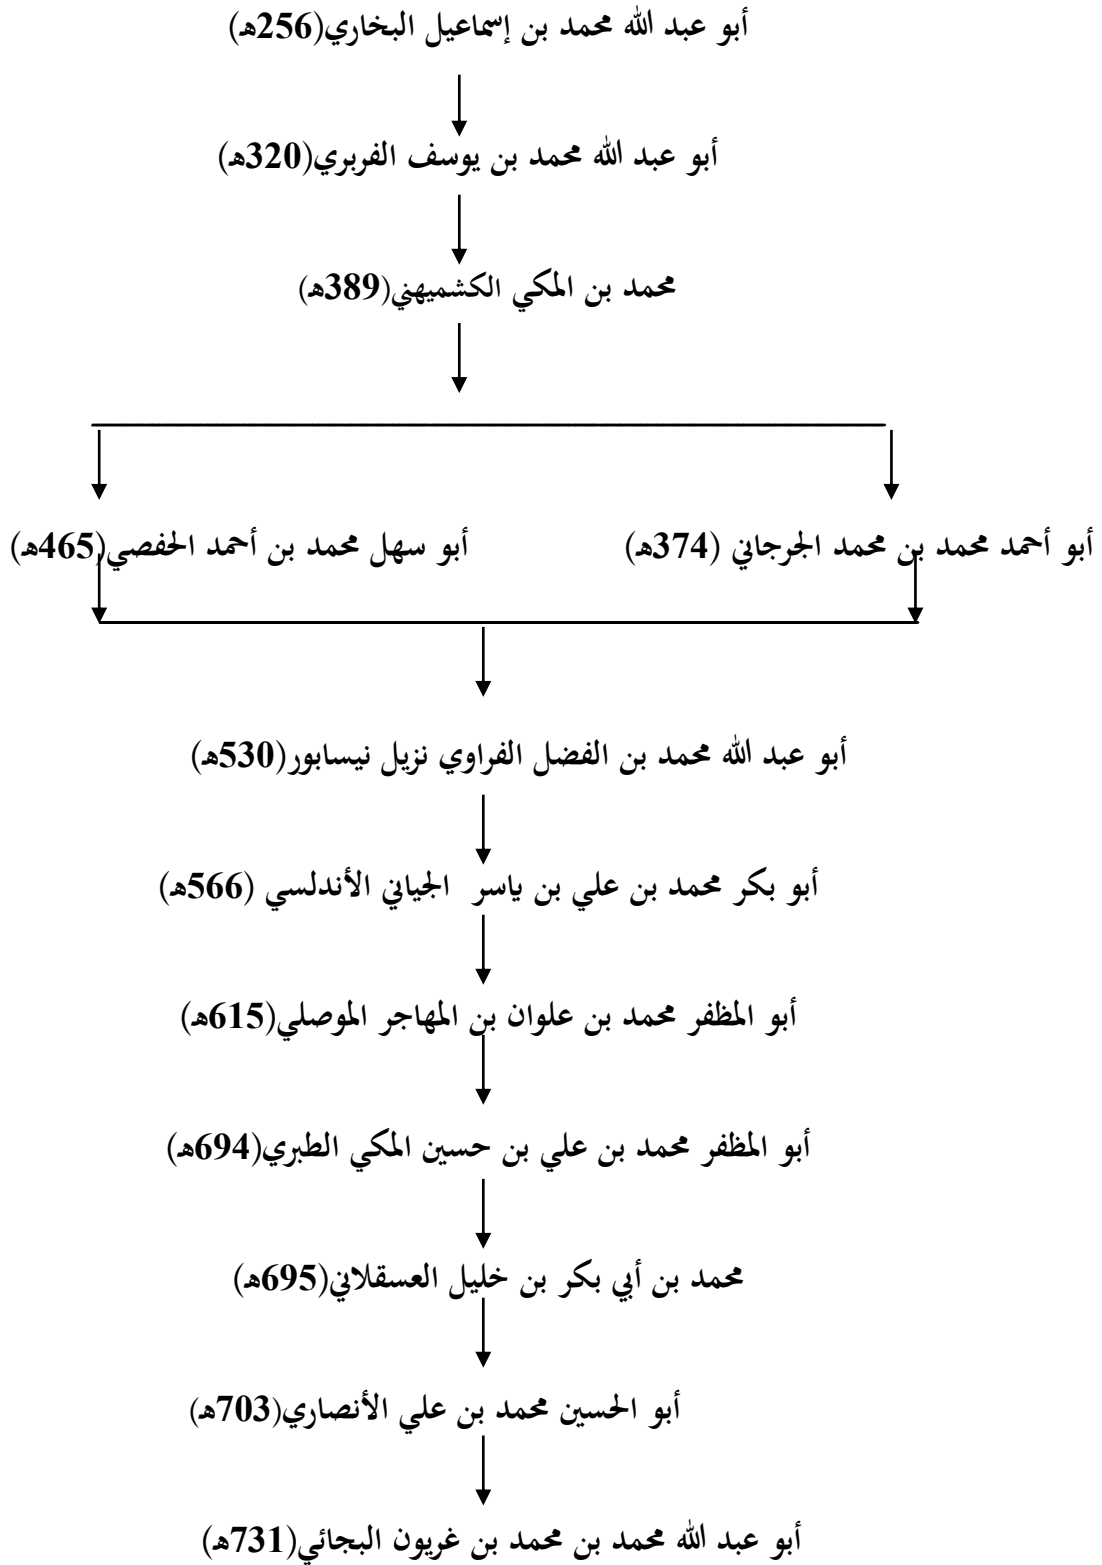 أبو عبد الله محمد بن إسماعيل البخاري(256هـ)
أبو عبد الله محمد بن يوسف الفربري(320هـ)
محمد بن المكي الكشميهني(389هـ)
أبو أحمد محمد بن محمد الجرجاني (374هـ)
أبو سهل محمد بن أحمد الحفصي(465هـ)
أبو عبد الله محمد بن الفضل الفراوي نزيل نيسابور(530هـ)
أبو بكر محمد بن علي بن ياسر الجياني الأندلسي (566هـ)
أبو المظفر محمد بن علوان بن المهاجر الموصلي(615هـ)
أبو المظفر محمد بن علي بن حسين المكي الطبري(694هـ)
محمد بن أبي بكر بن خليل العسقلاني(695هـ)
أبو الحسين محمد بن علي الأنصاري(703هـ)
أبو عبد الله محمد بن محمد بن غريون البجائي(731هـ)